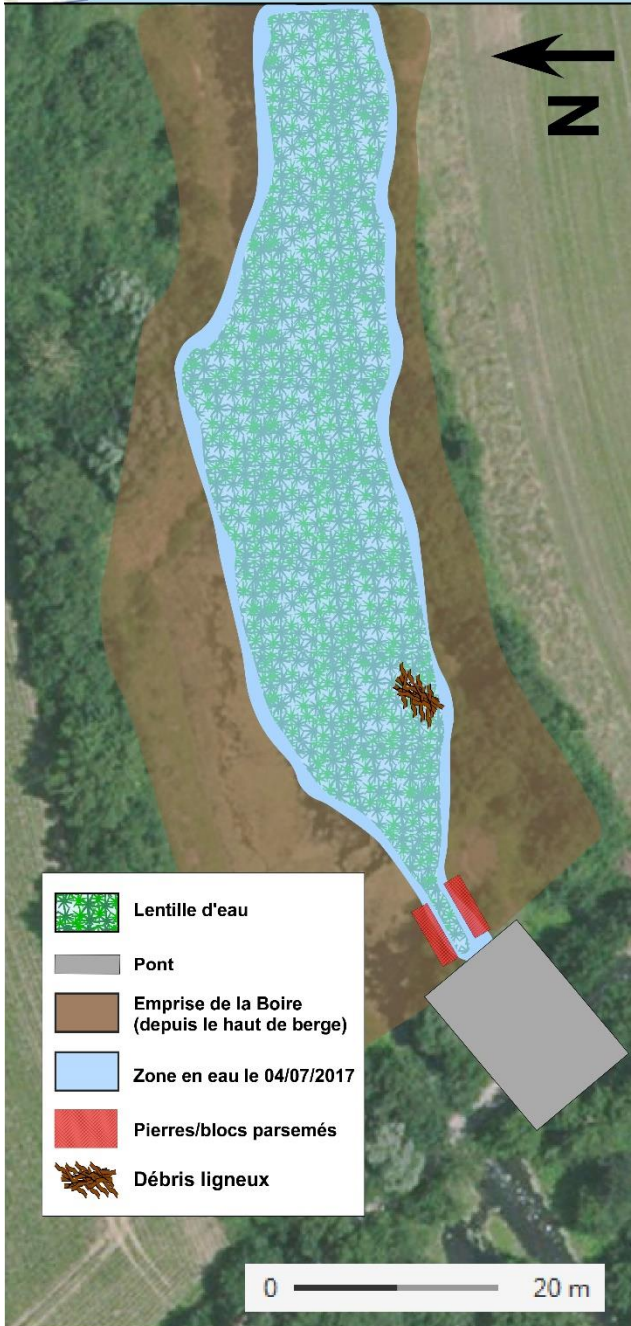 N
Lentille d'eau
Pont
Emprise de la Boire
(depuis le haut de berge)
Zone en eau le 04/07/2017
Pierres/blocs parsemés
Débris ligneux
0 20 m